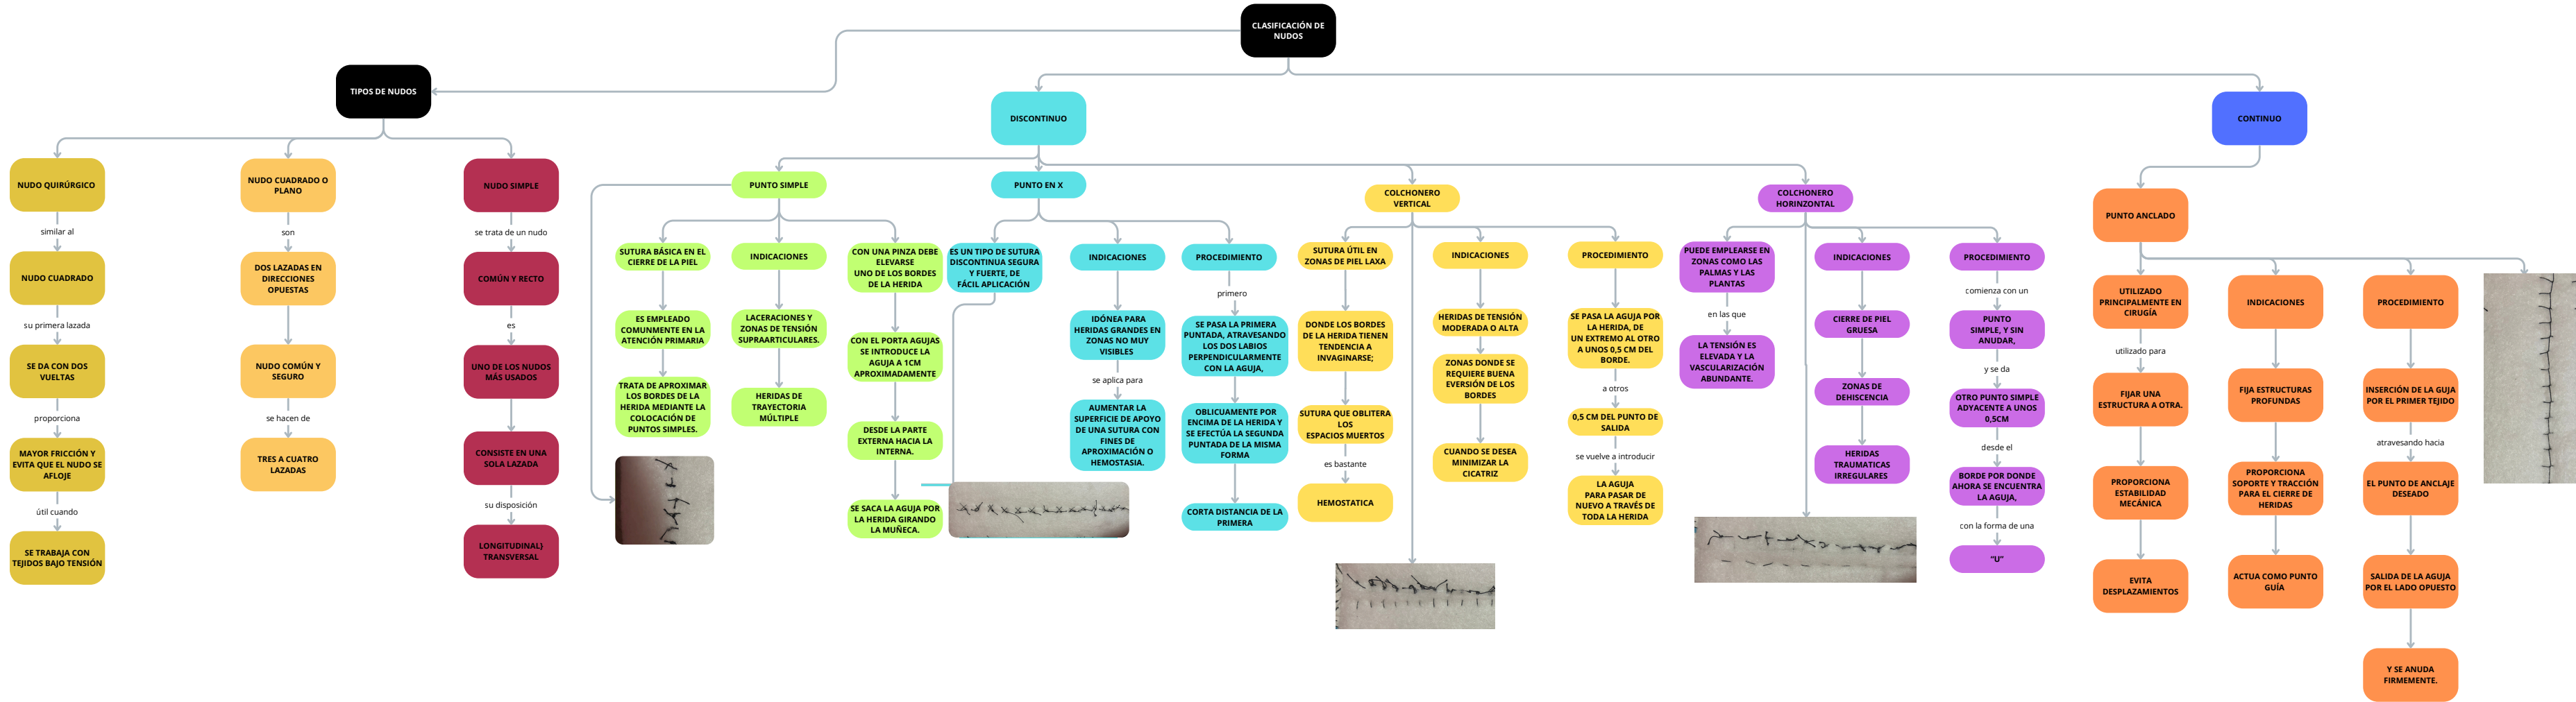 CLASIFICACIÓN DE
NUDOS
TIPOS DE NUDOS
NUDO QUIRÚRGICO
similar al
NUDO CUADRADO
su primera lazada
SE DA CON DOS
VUELTAS
proporciona
MAYOR FRICCIÓN Y
EVITA QUE EL NUDO SE
AFLOJE
útil cuando
SE TRABAJA CON
TEJIDOS BAJO TENSIÓN
NUDO CUADRADO O
PLANO
son
DOS LAZADAS EN
DIRECCIONES
OPUESTAS
NUDO COMÚN Y
SEGURO
se hacen de
TRES A CUATRO
LAZADAS
NUDO SIMPLE
se trata de un nudo
COMÚN Y RECTO
es
UNO DE LOS NUDOS
MÁS USADOS
CONSISTE EN UNA
SOLA LAZADA
su disposición
LONGITUDINAL}
TRANSVERSAL
DISCONTINUO
PUNTO SIMPLE
SUTURA BÁSICA EN EL
CIERRE DE LA PIEL
ES EMPLEADO
COMUNMENTE EN LA
ATENCIÓN PRIMARIA
TRATA DE APROXIMAR
LOS BORDES DE LA
HERIDA MEDIANTE LA
COLOCACIÓN DE
PUNTOS SIMPLES.
INDICACIONES
LACERACIONES Y
ZONAS DE TENSIÓN
SUPRAARTICULARES.
HERIDAS DE
TRAYECTORIA
MÚLTIPLE
CON UNA PINZA DEBE
ELEVARSE
UNO DE LOS BORDES
DE LA HERIDA
CON EL PORTA AGUJAS
SE INTRODUCE LA
AGUJA A 1CM
APROXIMADAMENTE
DESDE LA PARTE
EXTERNA HACIA LA
INTERNA.
SE SACA LA AGUJA POR
LA HERIDA GIRANDO
LA MUÑECA.
PUNTO EN X
ES UN TIPO DE SUTURA
DISCONTINUA SEGURA
Y FUERTE, DE
FÁCIL APLICACIÓN
INDICACIONES
IDÓNEA PARA
HERIDAS GRANDES EN
ZONAS NO MUY
VISIBLES
se aplica para
AUMENTAR LA
SUPERFICIE DE APOYO
DE UNA SUTURA CON
FINES DE
APROXIMACIÓN O
HEMOSTASIA.
PROCEDIMIENTO
primero
SE PASA LA PRIMERA
PUNTADA, ATRAVESANDO
LOS DOS LABIOS
PERPENDICULARMENTE
CON LA AGUJA,
OBLICUAMENTE POR
ENCIMA DE LA HERIDA Y
SE EFECTÚA LA SEGUNDA
PUNTADA DE LA MISMA
FORMA
CORTA DISTANCIA DE LA
PRIMERA
COLCHONERO
VERTICAL
SUTURA ÚTIL EN
ZONAS DE PIEL LAXA
DONDE LOS BORDES
DE LA HERIDA TIENEN
TENDENCIA A
INVAGINARSE;
SUTURA QUE OBLITERA
LOS
ESPACIOS MUERTOS
es bastante
HEMOSTATICA
INDICACIONES
HERIDAS DE TENSIÓN
MODERADA O ALTA
ZONAS DONDE SE
REQUIERE BUENA
EVERSIÓN DE LOS
BORDES
CUANDO SE DESEA
MINIMIZAR LA
CICATRIZ
PROCEDIMIENTO
SE PASA LA AGUJA POR
LA HERIDA, DE
UN EXTREMO AL OTRO
A UNOS 0,5 CM DEL
BORDE.
a otros
0,5 CM DEL PUNTO DE
SALIDA
se vuelve a introducir
LA AGUJA
PARA PASAR DE
NUEVO A TRAVÉS DE
TODA LA HERIDA
COLCHONERO
HORINZONTAL
PUEDE EMPLEARSE EN
ZONAS COMO LAS
PALMAS Y LAS
PLANTAS
en las que
LA TENSIÓN ES
ELEVADA Y LA
VASCULARIZACIÓN
ABUNDANTE.
INDICACIONES
CIERRE DE PIEL
GRUESA
ZONAS DE
DEHISCENCIA
HERIDAS
TRAUMATICAS
IRREGULARES
PROCEDIMIENTO
comienza con un
PUNTO
SIMPLE, Y SIN
ANUDAR,
y se da
OTRO PUNTO SIMPLE
ADYACENTE A UNOS
0,5CM
desde el
BORDE POR DONDE
AHORA SE ENCUENTRA
LA AGUJA,
con la forma de una
"U"
CONTINUO
PUNTO ANCLADO
UTILIZADO
PRINCIPALMENTE EN
CIRUGÍA
utilizado para
FIJAR UNA
ESTRUCTURA A OTRA.
PROPORCIONA
ESTABILIDAD
MECÁNICA
EVITA
DESPLAZAMIENTOS
INDICACIONES
FIJA ESTRUCTURAS
PROFUNDAS
PROPORCIONA
SOPORTE Y TRACCIÓN
PARA EL CIERRE DE
HERIDAS
ACTUA COMO PUNTO
GUÍA
PROCEDIMIENTO
INSERCIÓN DE LA GUJA
POR EL PRIMER TEJIDO
atravesando hacia
EL PUNTO DE ANCLAJE
DESEADO
SALIDA DE LA AGUJA
POR EL LADO OPUESTO
Y SE ANUDA
FIRMEMENTE.